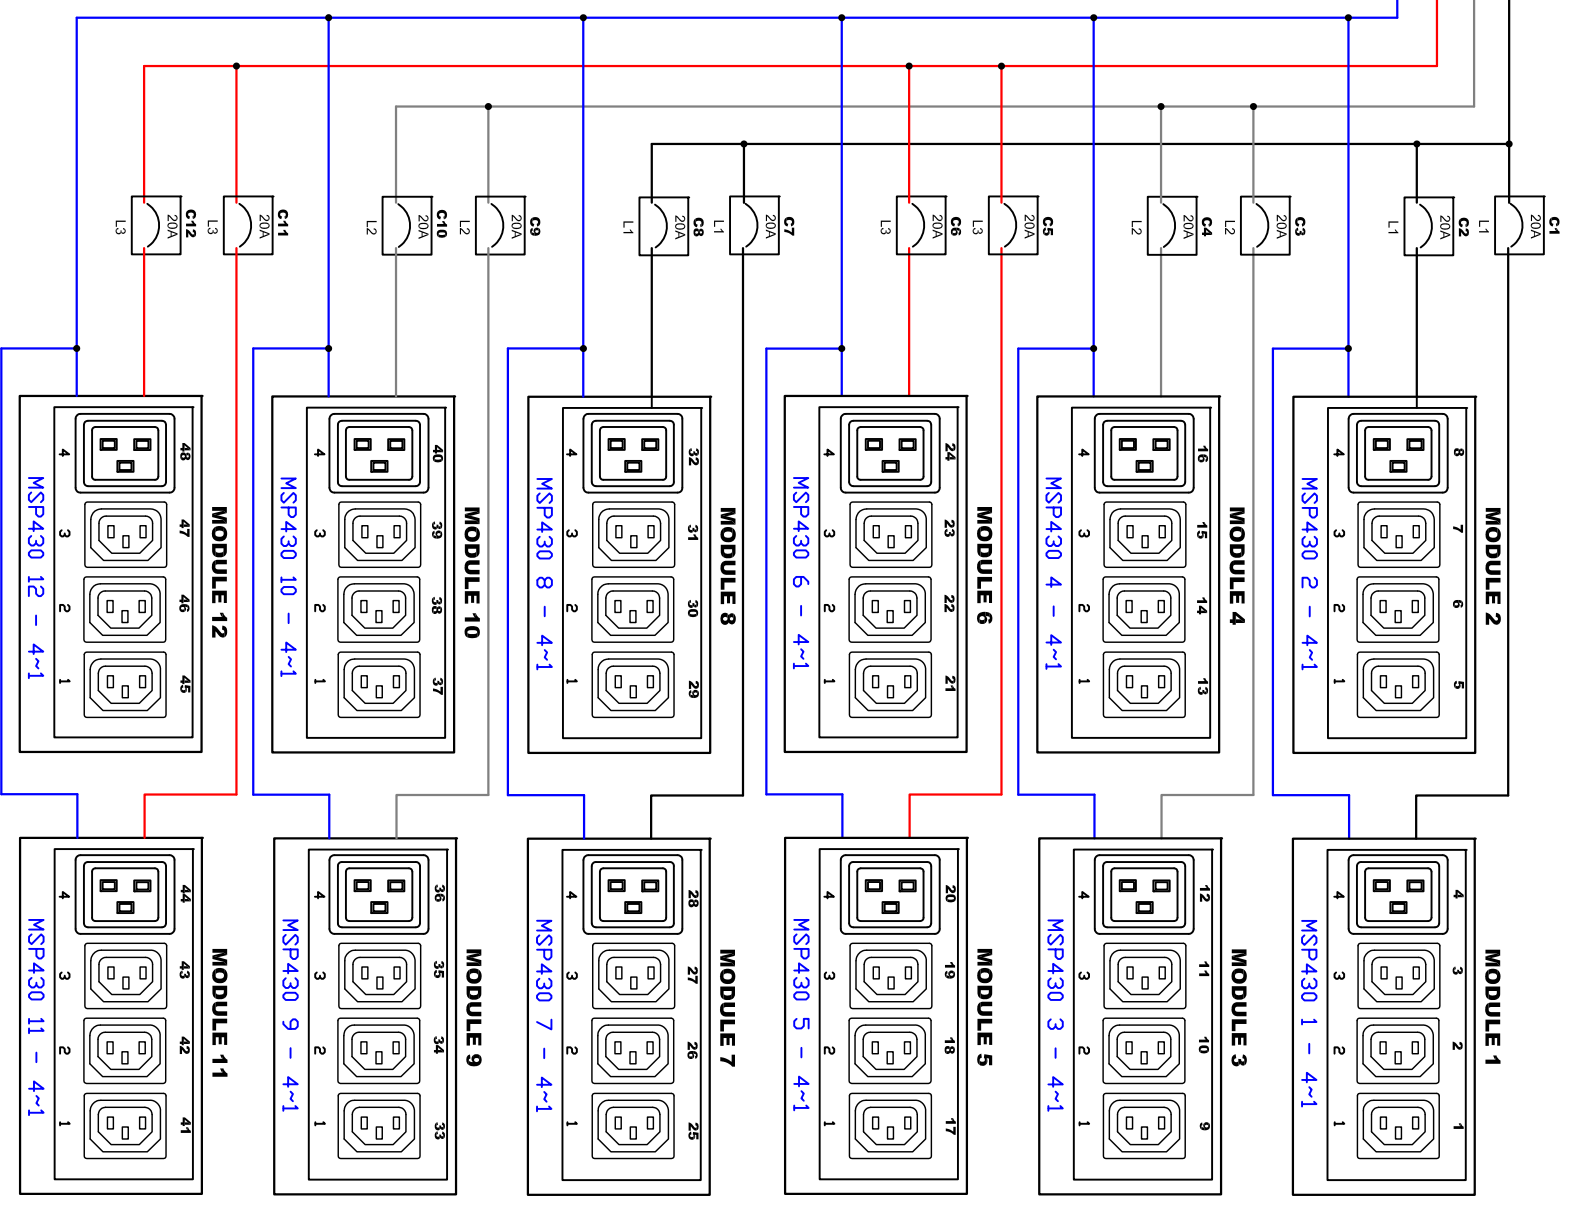 C1
20A
L1
C2
20A
L1
C3
20A
L2
C4
20A
L2
C5
20A
L3
C6
20A
L3
C7
20A
L1
C8
20A
L1
C9
20A
L2
C10
20A
L2
C11
20A
L3
C12
20A
L3
MODULE 2
8 7 6 5
4 3 2 1
MSP430 2 - 4~1
MODULE 4
16 15 14 13
4 3 2 1
MSP430 4 - 4~1
MODULE 6
24 23 22 21
4 3 2 1
MSP430 6 - 4~1
MODULE 8
32 31 30 29
4 3 2 1
MSP430 8 - 4~1
MODULE 10
40 39 38 37
4 3 2 1
MSP430 10 - 4~1
MODULE 12
48 47 46 45
4 3 2 1
MSP430 12 - 4~1
MODULE 1
4 3 2 1
4 3 2 1
MSP430 1 - 4~1
MODULE 3
12 11 10 9
4 3 2 1
MSP430 3 - 4~1
MODULE 5
20 19 18 17
4 3 2 1
MSP430 5 - 4~1
MODULE 7
28 27 26 25
4 3 2 1
MSP430 7 - 4~1
MODULE 9
36 35 34 33
4 3 2 1
MSP430 9 - 4~1
MODULE 11
44 43 42 41
4 3 2 1
MSP430 11 - 4~1